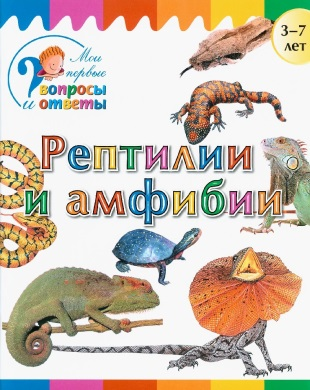 Мои
первые
вопросы
и ответы
3–7
лет
Рептилии
и амфибии